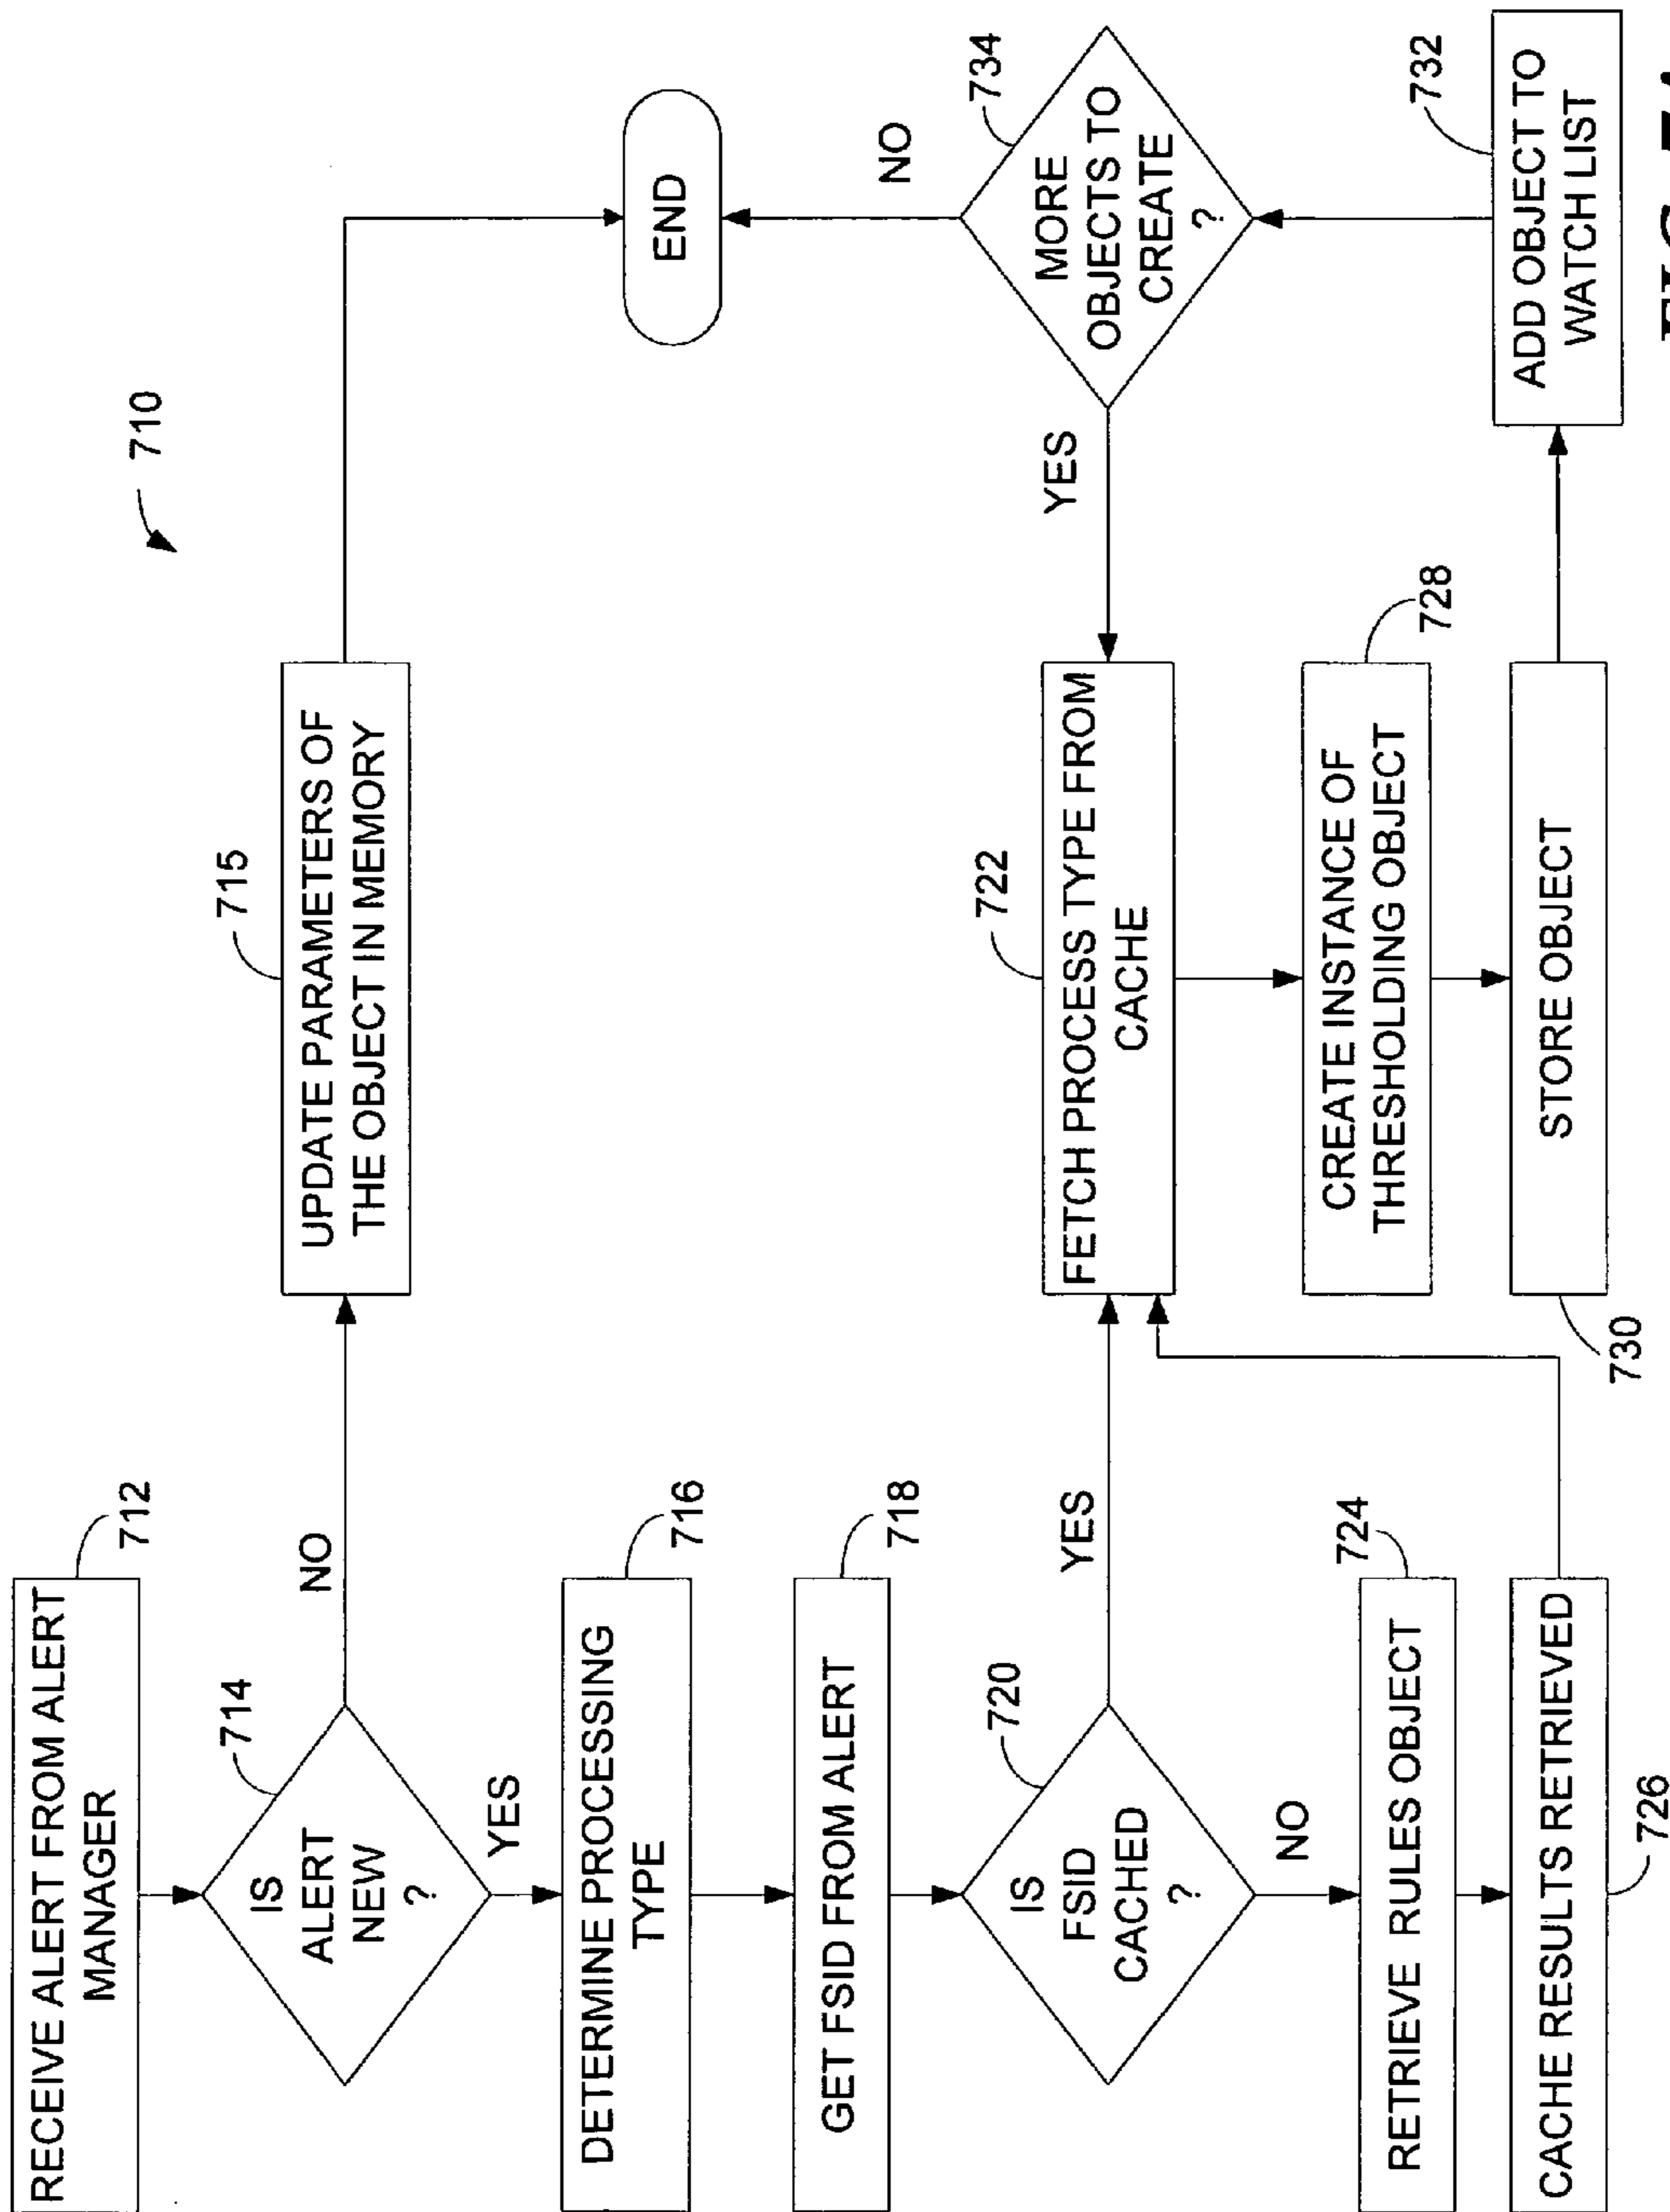 710
RECEIVE ALERT FROM ALERT
MANAGER
712
IS
ALERT
NEW
?
714
NO
YES
UPDATE PARAMETERS OF
THE OBJECT IN MEMORY
715
END
DETERMINE PROCESSING
TYPE
716
GET FSID FROM ALERT
718
IS
FSID
CACHED
?
720
YES
NO
RETRIEVE RULES OBJECT
724
CACHE RESULTS RETRIEVED
726
FETCH PROCESS TYPE FROM
CACHE
722
CREATE INSTANCE OF
THRESHOLDING OBJECT
728
STORE OBJECT
730
ADD OBJECT TO
WATCH LIST
732
MORE
OBJECTS TO
CREATE
?
734
YES
NO